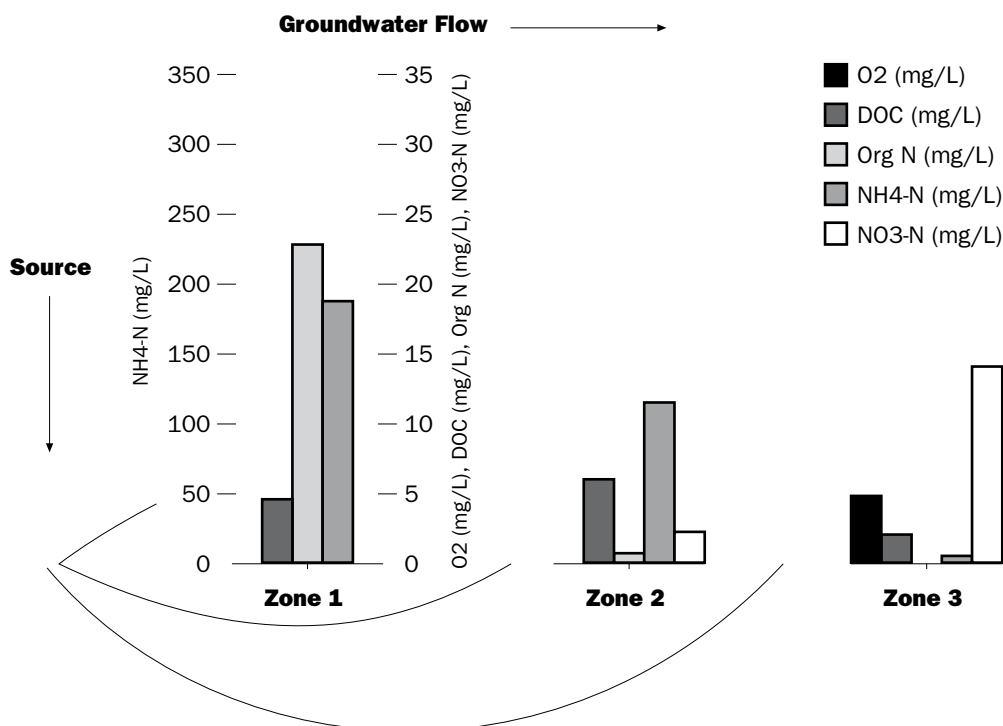 Groundwater Flow
350
300
250
200
150
100
50
0
NH4-N (mg/L)
35
30
25
20
15
10
5
0
O2 (mg/L), DOC (mg/L), Org N (mg/L), NO3-N (mg/L)
Source
O2 (mg/L)
DOC (mg/L)
Org N (mg/L)
NH4-N (mg/L)
NO3-N (mg/L)
Zone 1
Zone 2
Zone 3